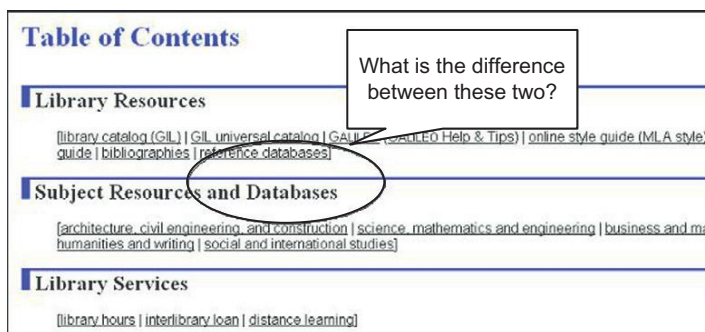 Table of Contents
What is the difference
between these two?
Library Resources
[library catalog (GIL) | GIL universal catalog | GALILEO (GALILEO Help & Tips) | online style guide (MLA style)
guide | bibliographies | reference databases]
Subject Resources and Databases
[architecture, civil engineering, and construction | science, mathematics and engineering | business and ma
humanities and writing | social and international studies]
Library Services
[library hours | interlibrary loan | distance learning]